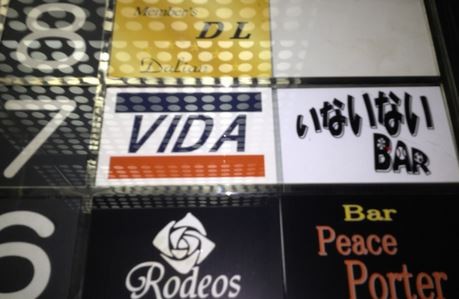 8
Member's
DL
7
VIDA
いないいない
BAR
6
Rodeos
Bar
Peace
Porter